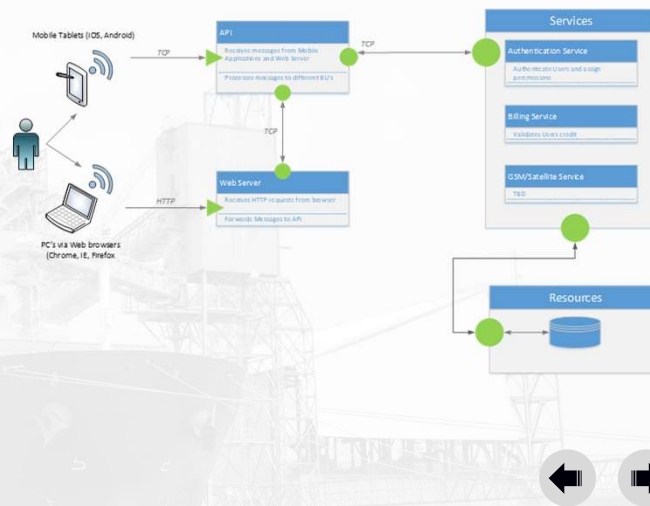 Mobile Tablets (IOS, Android)
TCP
API
Receives messages from Mobile
Applications and Web Server
Processes messages to different BU's
TCP
Services
Authentication Service
Authenticate Users and assign
permissions
Billing Service
Validates Users credit
GSM/Satellite Service
TBD
TCP
Web Server
Receives HTTP requests from browser
Forwards Messages to API
HTTP
PC's via Web browsers
(Chrome, IE, Firefox
Resources